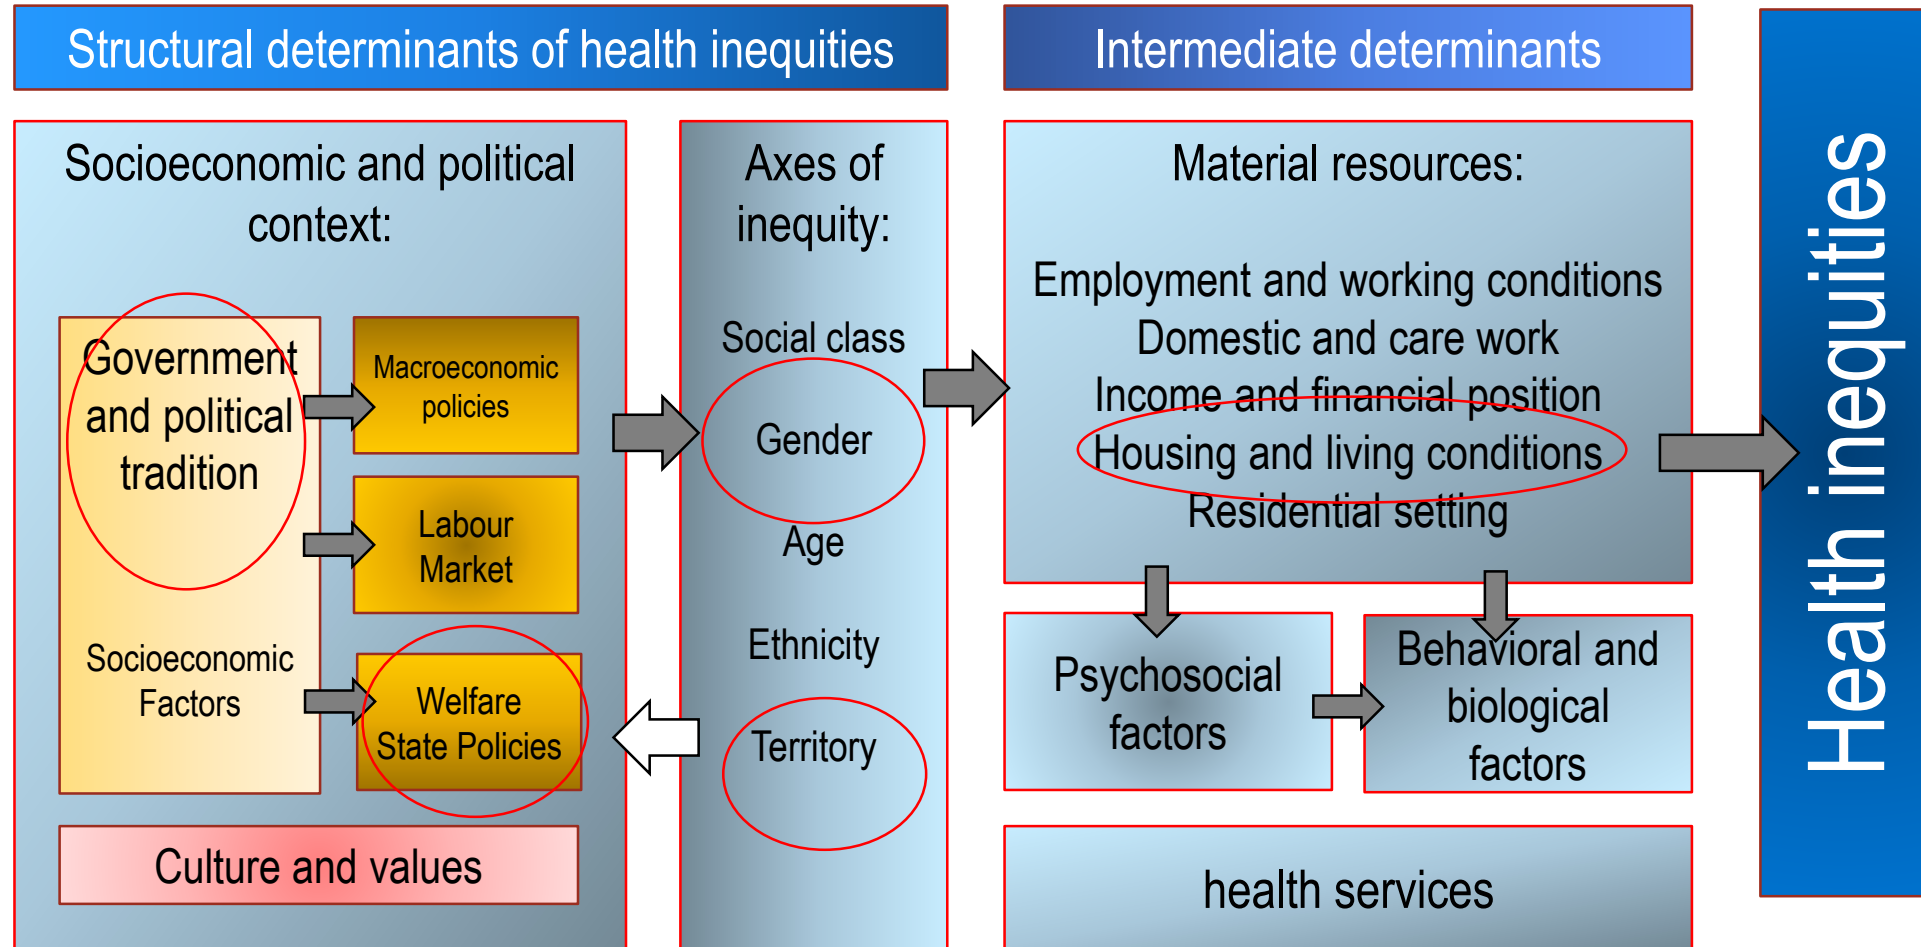 Structural determinants of health inequities
Intermediate determinants
Socioeconomic and political
context:
Government
and political
tradition
Socioeconomic
Factors
Macroeconomic
policies
Labour
Market
Welfare
State Policies
Culture and values
Axes of
inequity:
Social class
Gender
Age
Ethnicity
Territory
Material resources:
Employment and working conditions
Domestic and care work
Income and financial position
Housing and living conditions
Residential setting
Psychosocial
factors
Behavioral and
biological
factors
health services
Health inequities